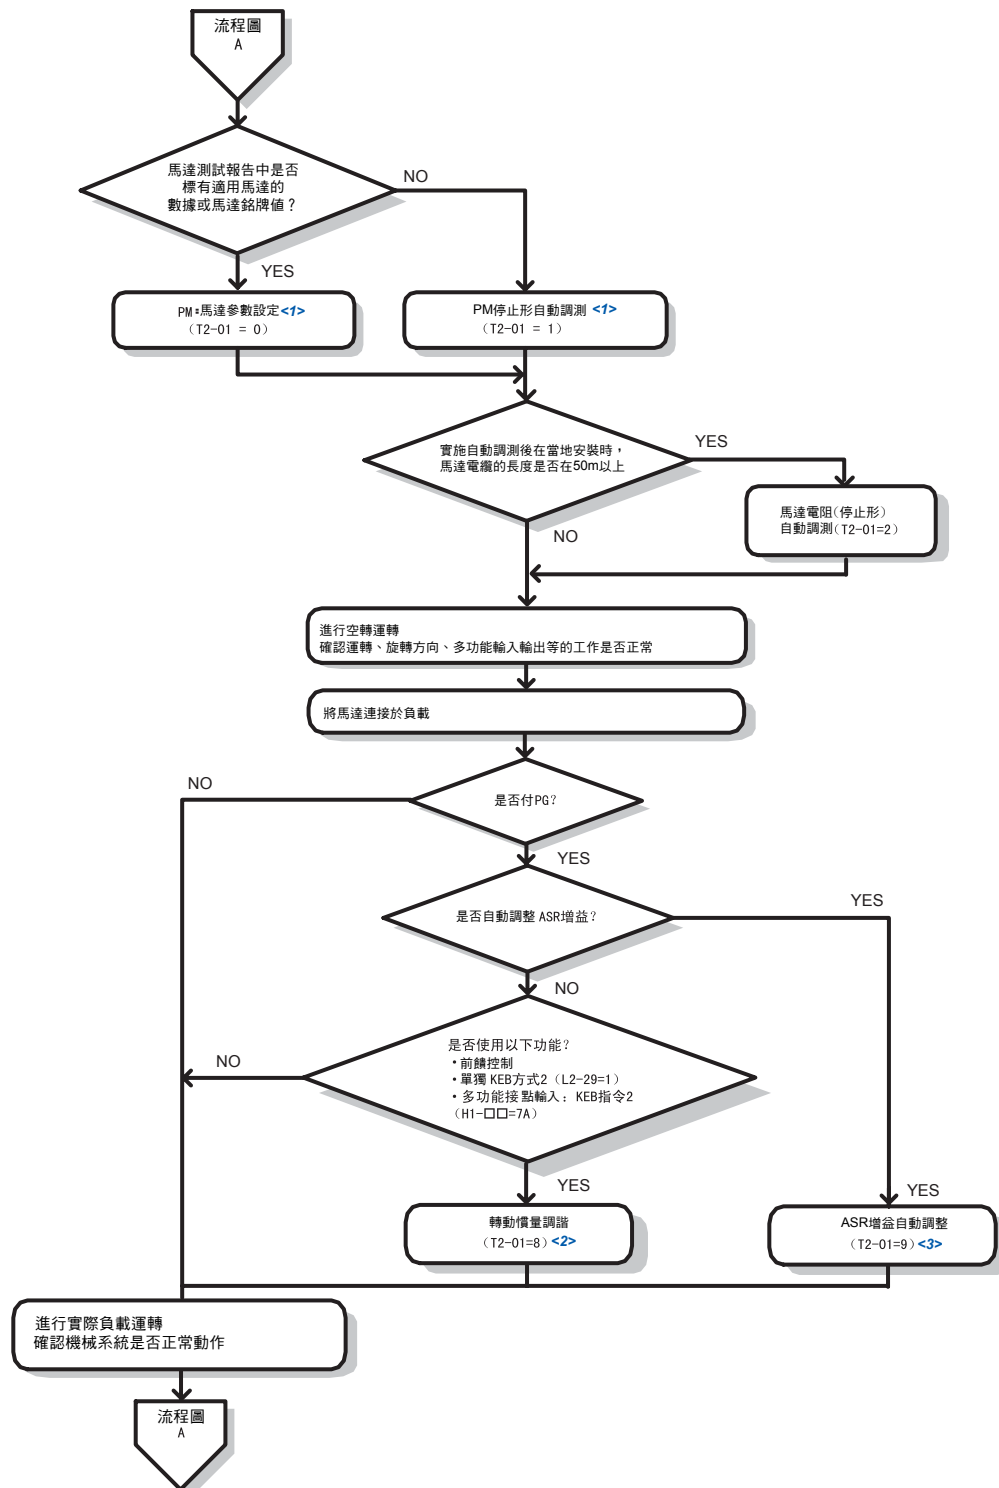 流程圖
A
馬達測試報告中是否
標有適用馬達的
數據或馬達銘牌值？
NO
YES
PM：馬達參數設定<1>
（T2-01 = 0）
PM停止形自動調測 <1>
（T2-01 = 1）
實施自動調測後在當地安裝時，
馬達電纜的長度是否在50m以上
YES
馬達電阻（停止形）
自動調測（T2-01=2）
NO
進行空轉運轉
確認運轉、旋轉方向、多功能輸入輸出等的工作是否正常
將馬達連接於負載
NO
是否付PG？
YES
是否自動調整 ASR增益？
YES
NO
是否使用以下功能？
・前饋控制
・單獨 KEB方式2（L2-29=1）
・多功能接點輸入：KEB指令2
（H1-□□=7A）
NO
YES
YES
轉動慣量調諧
（T2-01=8）<2>
ASR增益自動調整
（T2-01=9）<3>
進行實際負載運轉
確認機械系統是否正常動作
流程圖
A